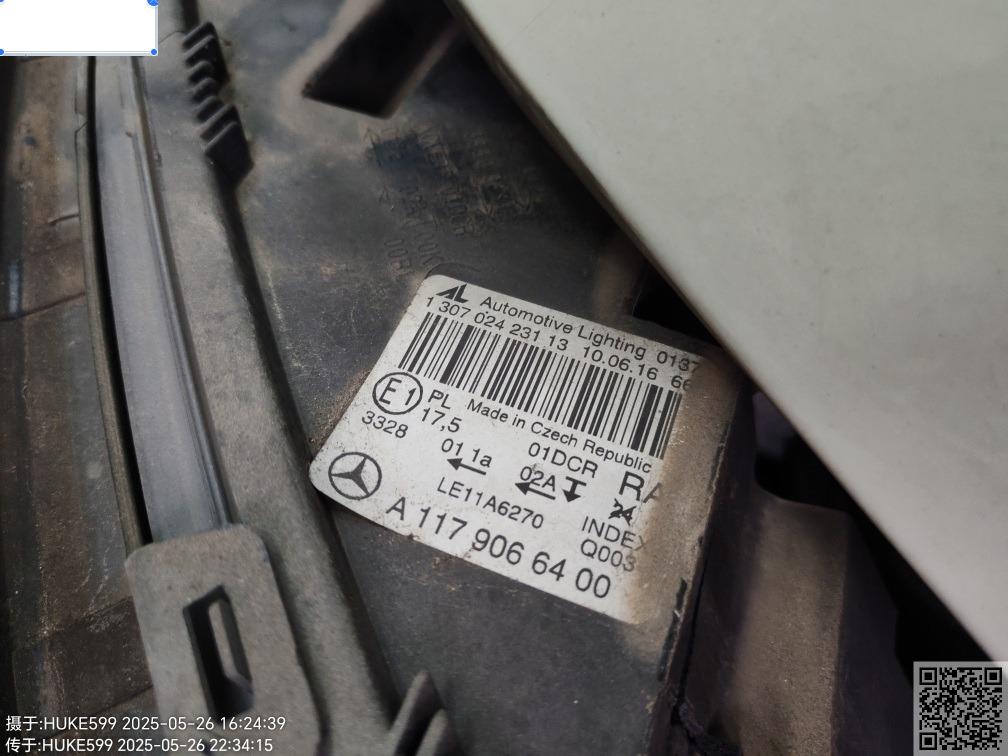 AL Automotive Lighting 0137
1 307 024 231 13 10.06.16 66
E1 PL Made in Czech Republic
17,5
3328
01DCR
01 1a
02A
LE11A6270
INDEX
Q003
A 117 906 64 00
摄于:HUKE599 2025-05-26 16:24:39
传于:HUKE599 2025-05-26 22:34:15